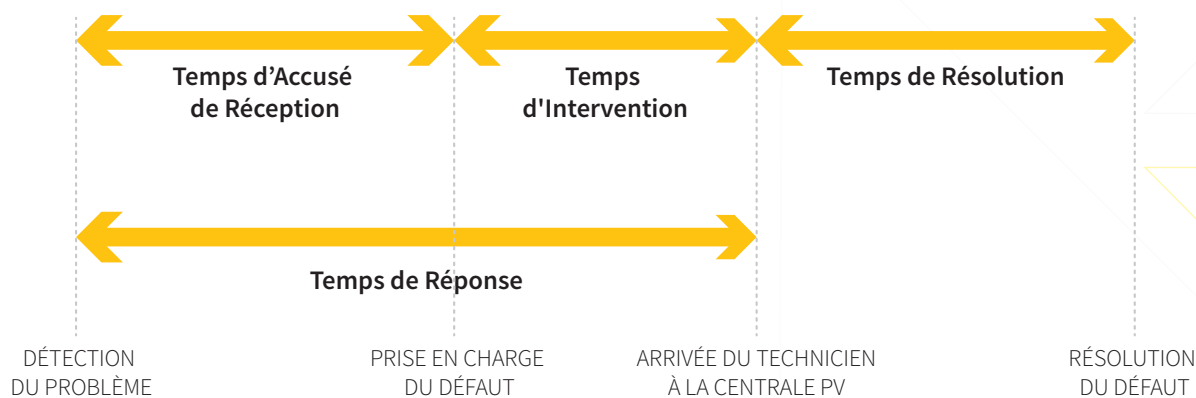 Temps d’Accusé
de Réception
Temps
d'Intervention
Temps de Résolution
Temps de Réponse
DÉTECTION
DU PROBLÈME
PRISE EN CHARGE
DU DÉFAUT
ARRIVÉE DU TECHNICIEN
À LA CENTRALE PV
RÉSOLUTION
DU DÉFAUT